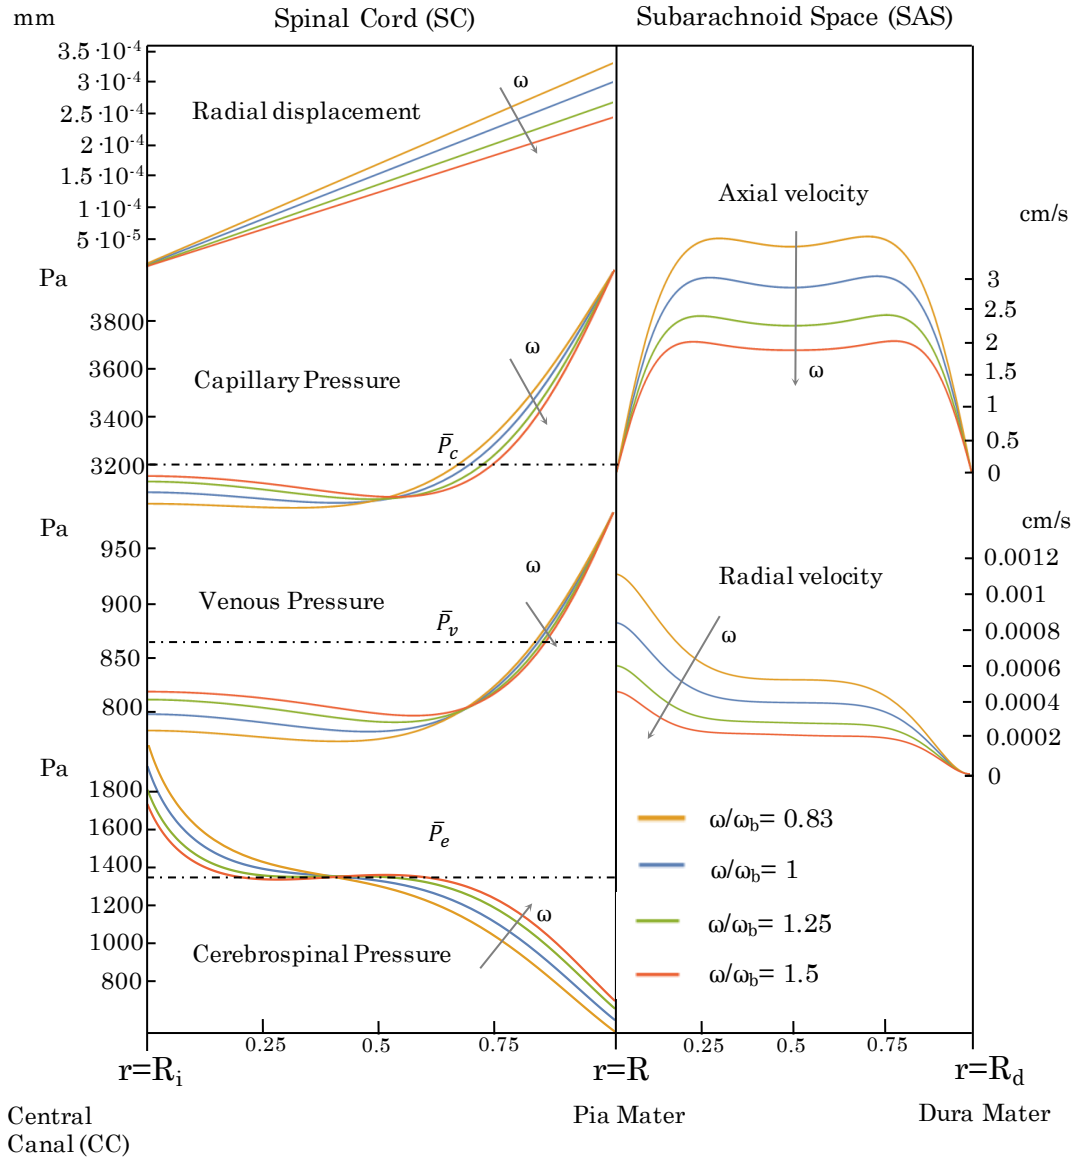 mm
Spinal Cord (SC)
Subarachnoid Space (SAS)
3.5·10⁻⁴
3·10⁻⁴
2.5·10⁻⁴
2·10⁻⁴
1.5·10⁻⁴
1·10⁻⁴
5·10⁻⁵
Radial displacement
ω
Pa
3800
3600
3400
3200
Capillary Pressure
ω
P̄c
Pa
950
900
850
800
Venous Pressure
ω
P̄v
Pa
1800
1600
1400
1200
1000
800
P̄e
ω
Cerebrospinal Pressure
Axial velocity
ω
cm/s
3
2.5
2
1.5
1
0.5
0
cm/s
Radial velocity
ω
0.0012
0.001
0.0008
0.0006
0.0004
0.0002
0
ω/ωb= 0.83
ω/ωb= 1
ω/ωb= 1.25
ω/ωb= 1.5
0.25 0.5 0.75 0.25 0.5 0.75
r=Ri r=R r=Rd
Central
Canal (CC)
Pia Mater
Dura Mater